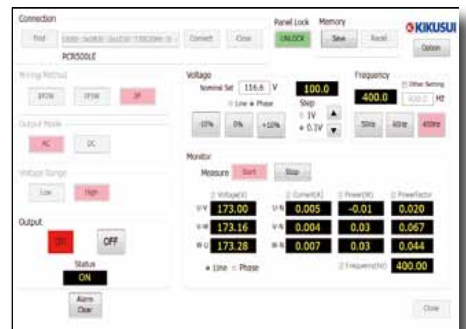 Connection
Panel Lock Memory
KIKUSUI
Find
Connect Close
UNLOCK
Save Recall
Option
PCR500LE
Wiring Method
1P2W 1P3W 3P
Output Mode
AC DC
Voltage Range
Low High
Output
ON OFF
Status
ON
Alarm Clear
Voltage
Nominal Set 116.6 V 100.0
Line Phase
Step
1V
0.1V
-10% 0% +10%
Frequency
Other Setting
400.0 400.0 Hz
50Hz 60Hz 400Hz
Monitor
Measure Start Stop
Voltage(V) Current(A) Power(W) PowerFactor
U-V 173.00 U-N 0.005 -0.01 0.020
V-W 173.16 V-N 0.004 0.03 0.067
W-U 173.28 W-N 0.007 0.03 0.044
Line Phase
Frequency(Hz) 400.00
Close